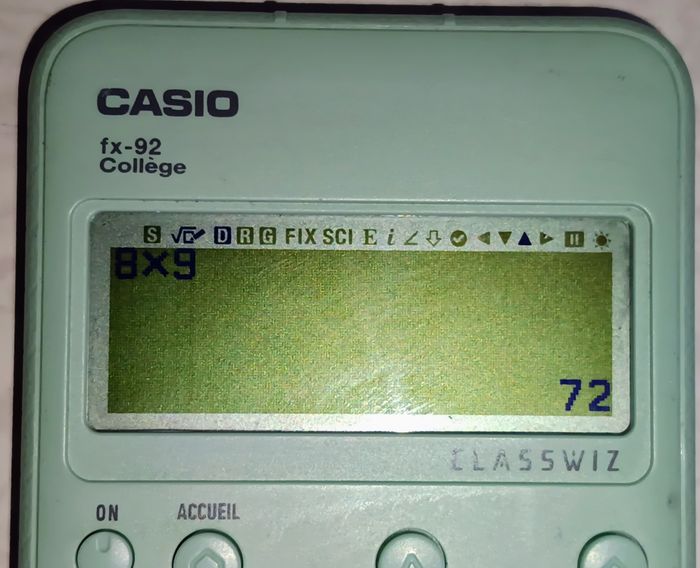 CASIO
fx-92
Collège
S √ D R G FIX SCI E i ∠
8×9
72
CLASSWIZ
ON ACCUEIL